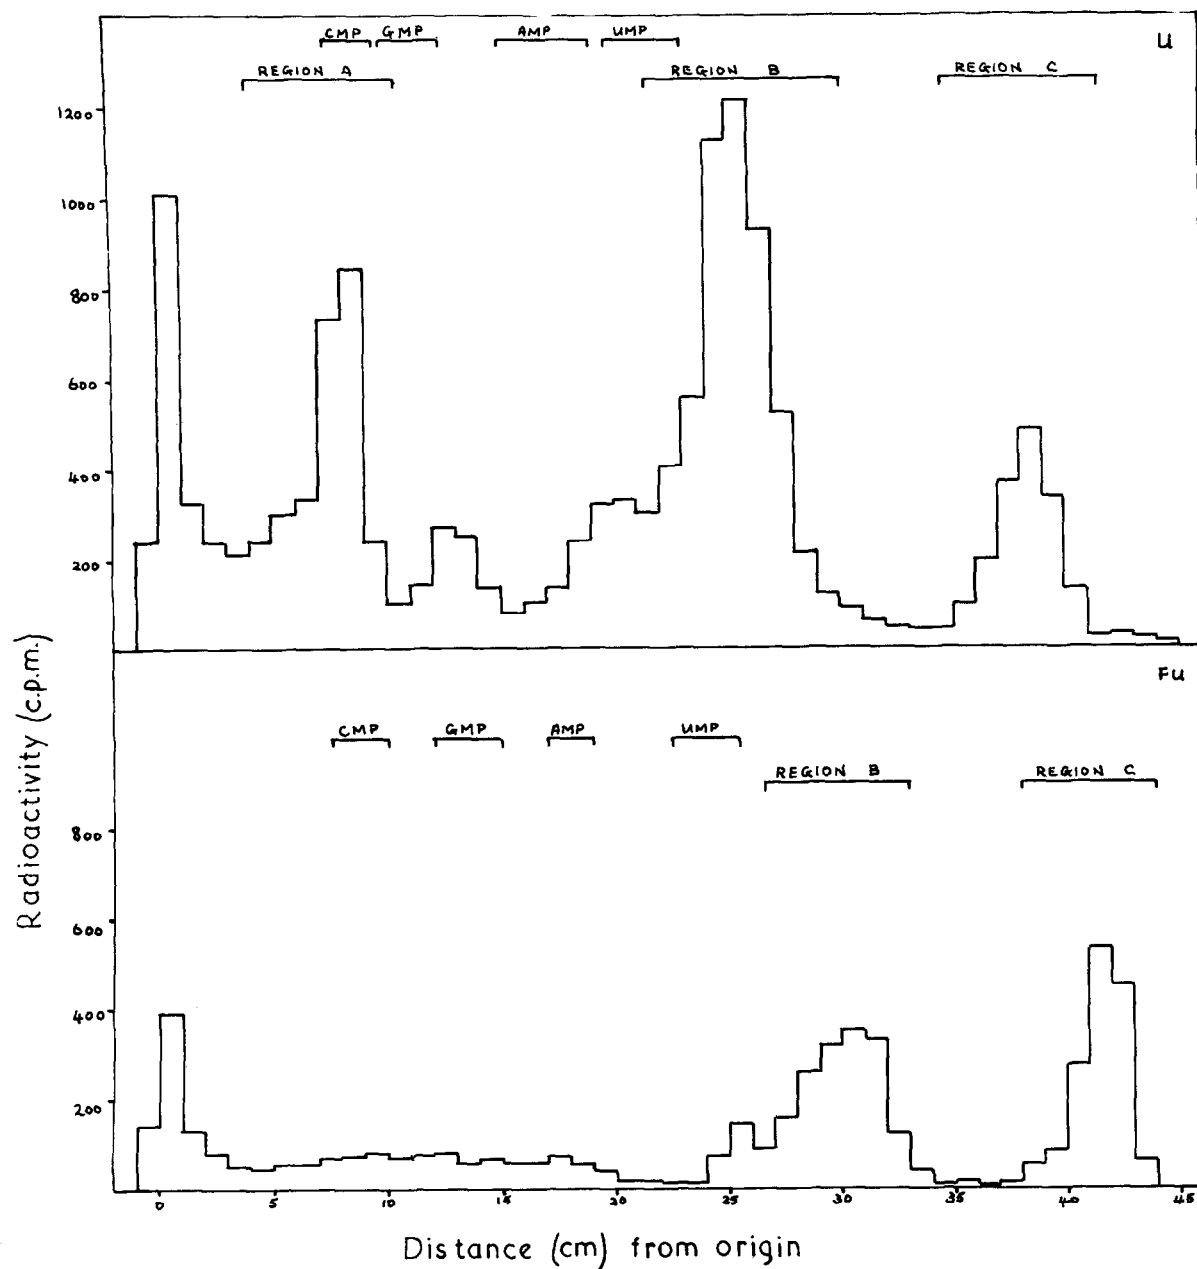 U
CMP GMP AMP UMP
REGION A REGION B REGION C
1200
1000
800
600
400
200
Fu
CMP GMP AMP UMP
REGION B REGION C
800
600
400
200
0 5 10 15 20 25 30 35 40 45
Radioactivity (c.p.m.)
Distance (cm) from origin